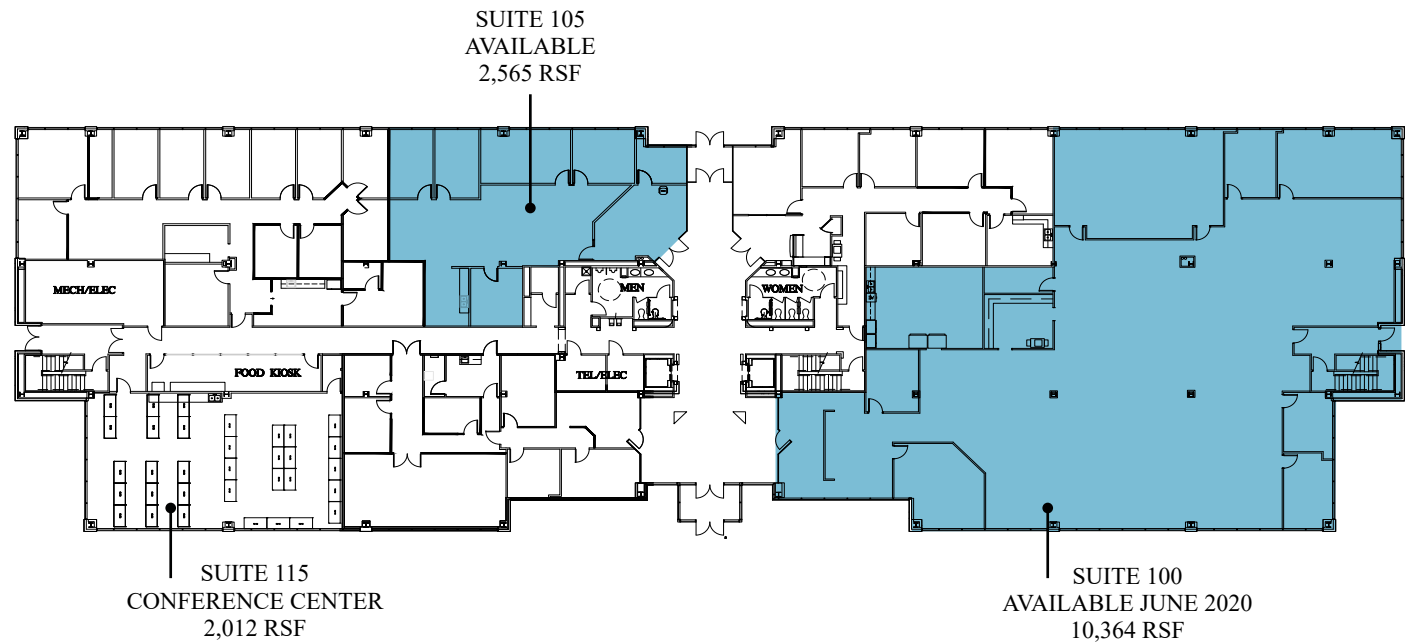 SUITE 105
AVAILABLE
2,565 RSF
MECH/ELEC
MEN
WOMEN
FOOD KIOSK
TEL/ELEC
SUITE 115
CONFERENCE CENTER
2,012 RSF
SUITE 100
AVAILABLE JUNE 2020
10,364 RSF